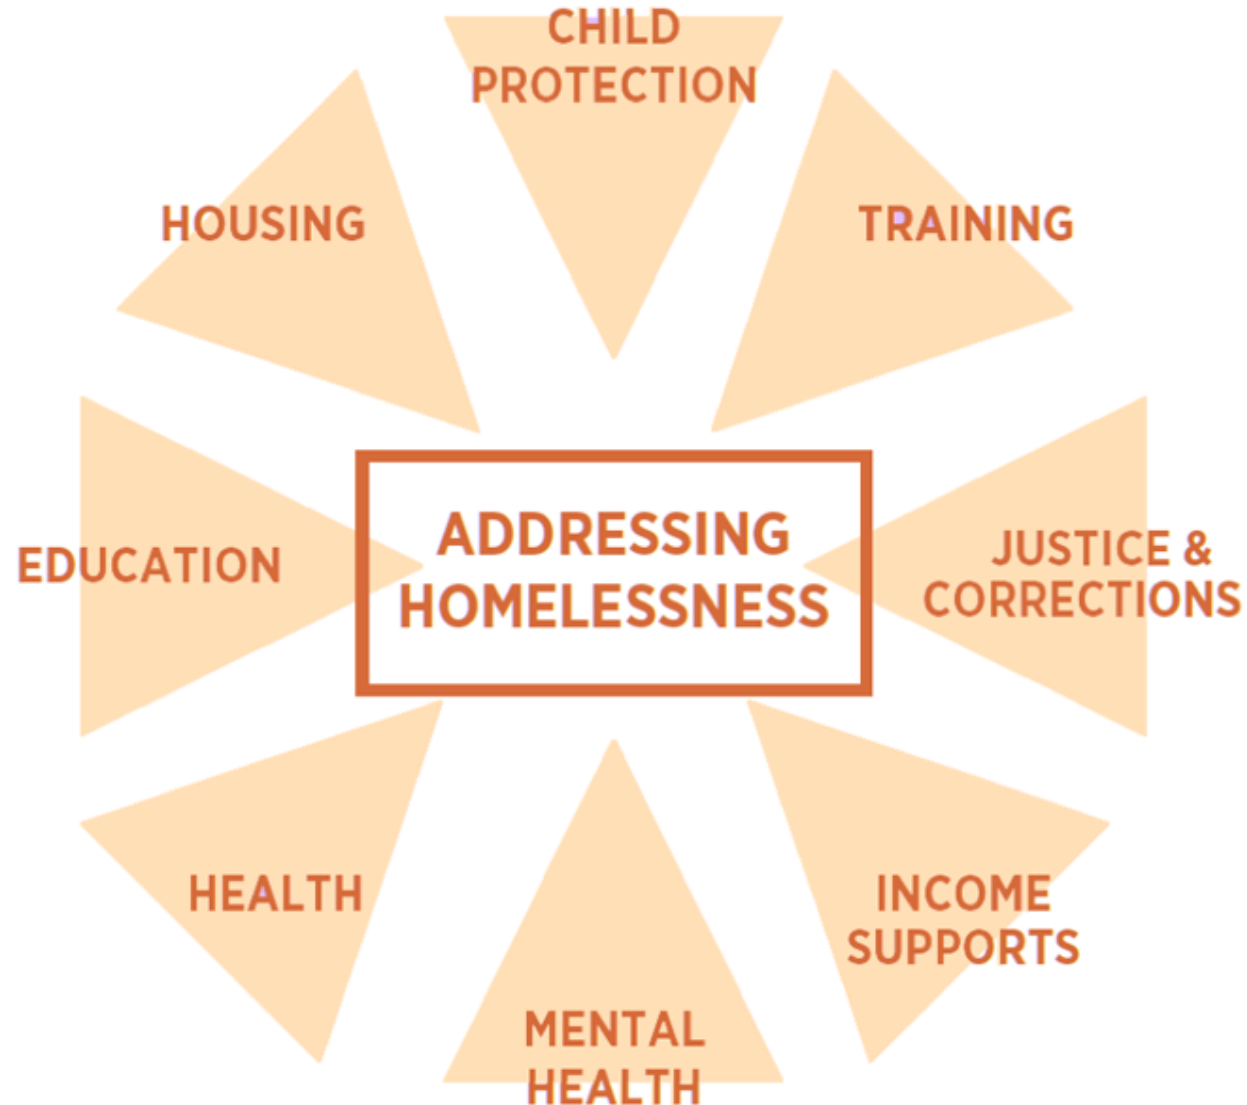 CHILD
PROTECTION
HOUSING
TRAINING
ADDRESSING
HOMELESSNESS
EDUCATION
JUSTICE &
CORRECTIONS
HEALTH
INCOME
SUPPORTS
MENTAL
HEALTH